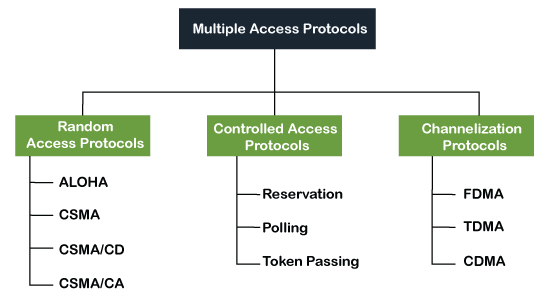 Multiple Access Protocols
Random
Access Protocols
ALOHA
CSMA
CSMA/CD
CSMA/CA
Controlled Access
Protocols
Reservation
Polling
Token Passing
Channelization
Protocols
FDMA
TDMA
CDMA